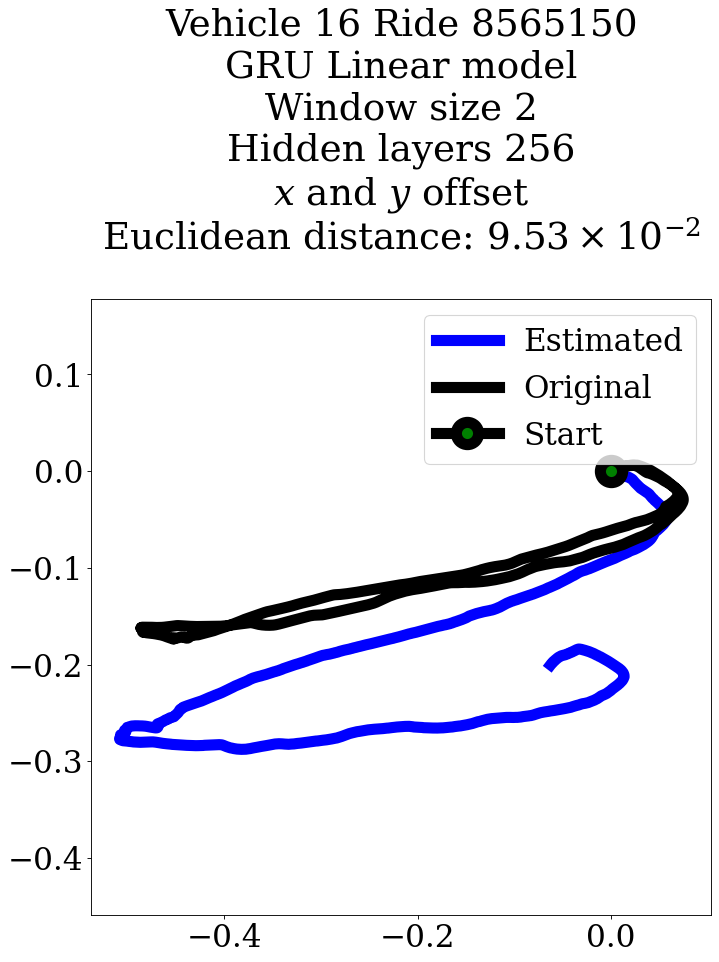 Vehicle 16 Ride 8565150
GRU Linear model
Window size 2
Hidden layers 256
x and y offset
Euclidean distance: 9.53 × 10⁻²
Estimated
Original
Start
0.1
0.0
−0.1
−0.2
−0.3
−0.4
−0.4 −0.2 0.0